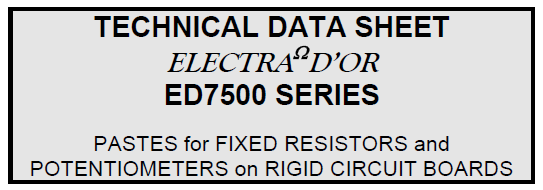 TECHNICAL DATA SHEET
ELECTRAΩD'OR
ED7500 SERIES
PASTES for FIXED RESISTORS and
POTENTIOMETERS on RIGID CIRCUIT BOARDS